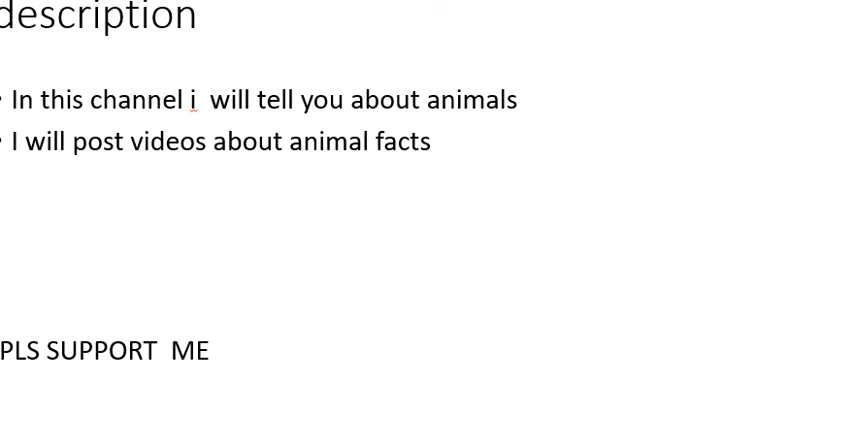 description
• In this channel i  will tell you about animals
• I will post videos about animal facts
PLS SUPPORT  ME